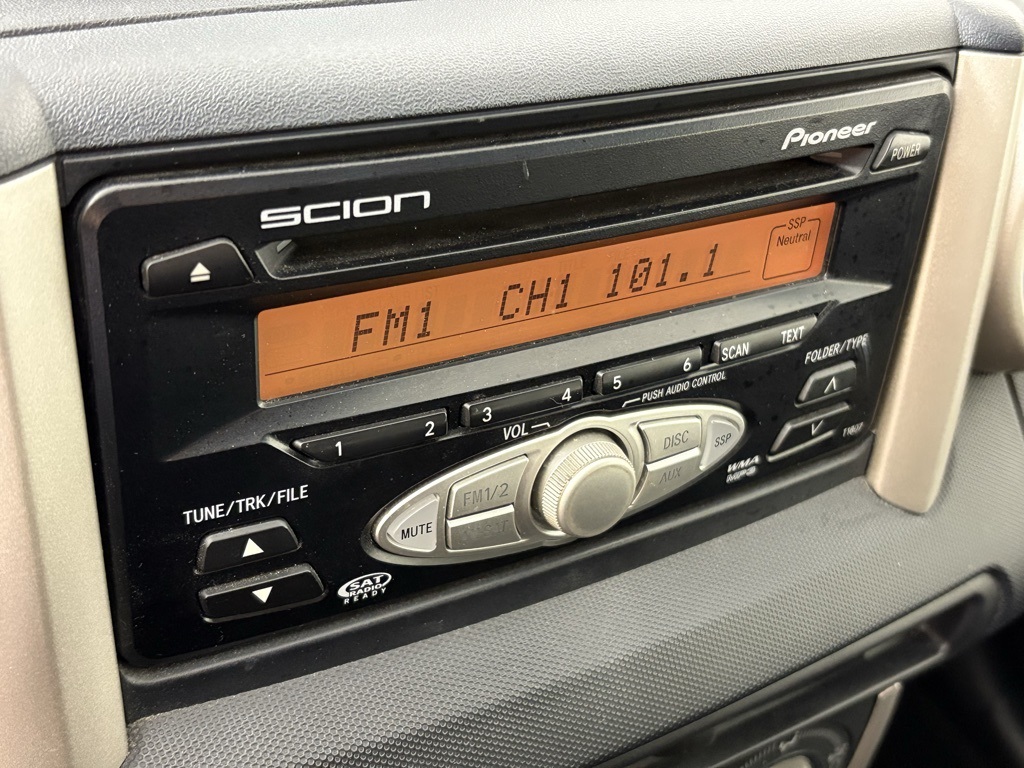 Pioneer
POWER
SCION
SSP
Neutral
FM1 CH1 101.1
1 2 3 4 5 6 SCAN TEXT
FOLDER/TYPE
PUSH AUDIO CONTROL
VOL
DISC
SSP
FM1/2
AUX
MUTE
T1807
WMA
MP3
TUNE/TRK/FILE
SAT
RADIO
READY